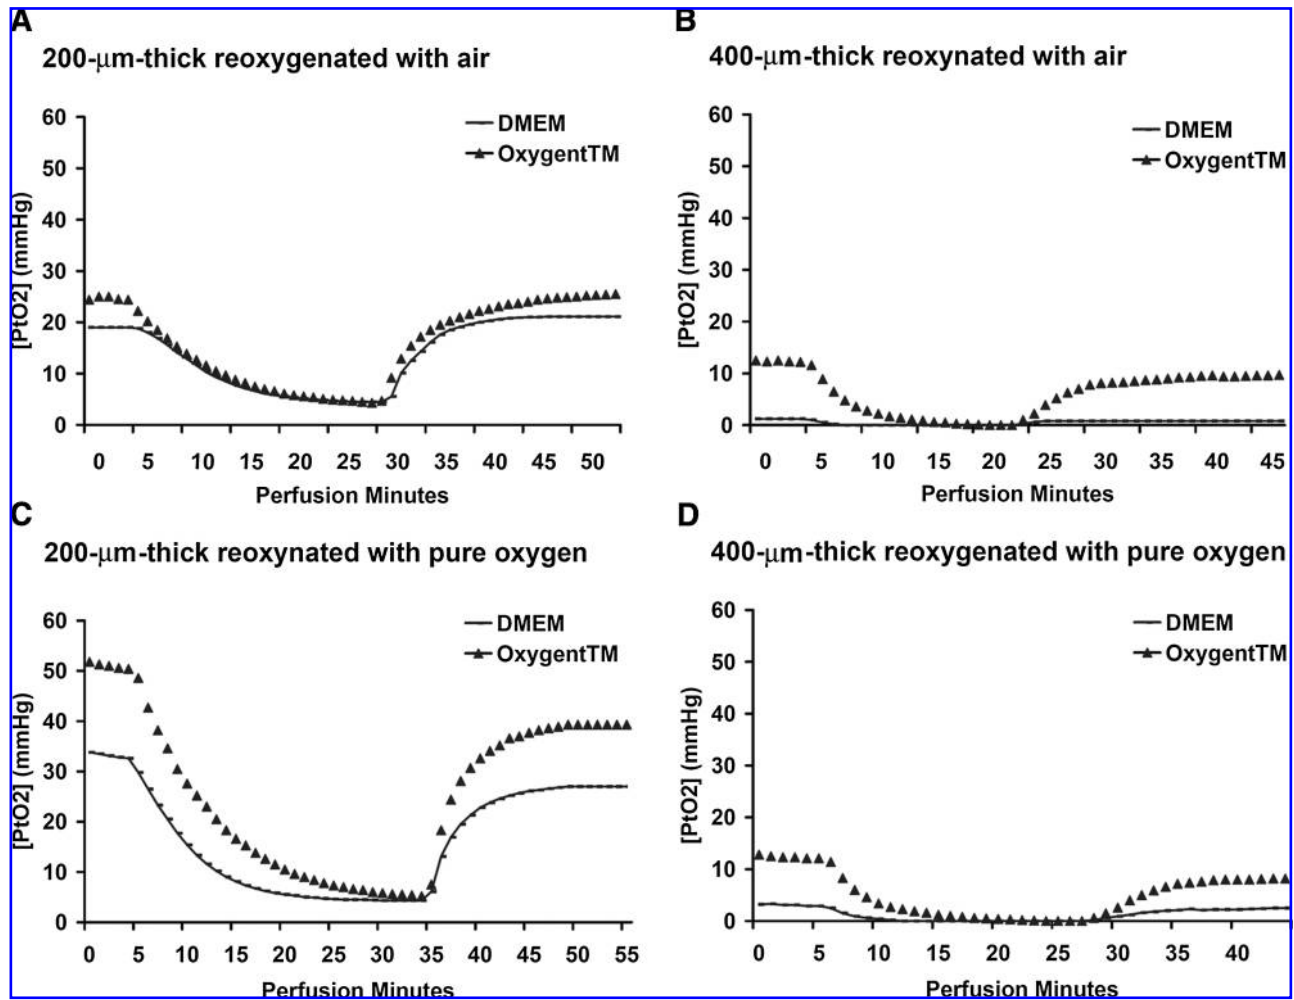 A
200-μm-thick reoxygenated with air
60
50
40
30
20
10
0
[PtO2] (mmHg)
DMEM
OxygentTM
0 5 10 15 20 25 30 35 40 45 50
Perfusion Minutes
B
400-μm-thick reoxynated with air
60
50
40
30
20
10
0
[PtO2] (mmHg)
DMEM
OxygentTM
0 5 10 15 20 25 30 35 40 45
Perfusion Minutes
C
200-μm-thick reoxynated with pure oxygen
60
50
40
30
20
10
0
[PtO2] (mmHg)
DMEM
OxygentTM
0 5 10 15 20 25 30 35 40 45 50 55
Perfusion Minutes
D
400-μm-thick reoxygenated with pure oxygen
60
50
40
30
20
10
0
[PtO2] (mmHg)
DMEM
OxygentTM
0 5 10 15 20 25 30 35 40
Perfusion Minutes